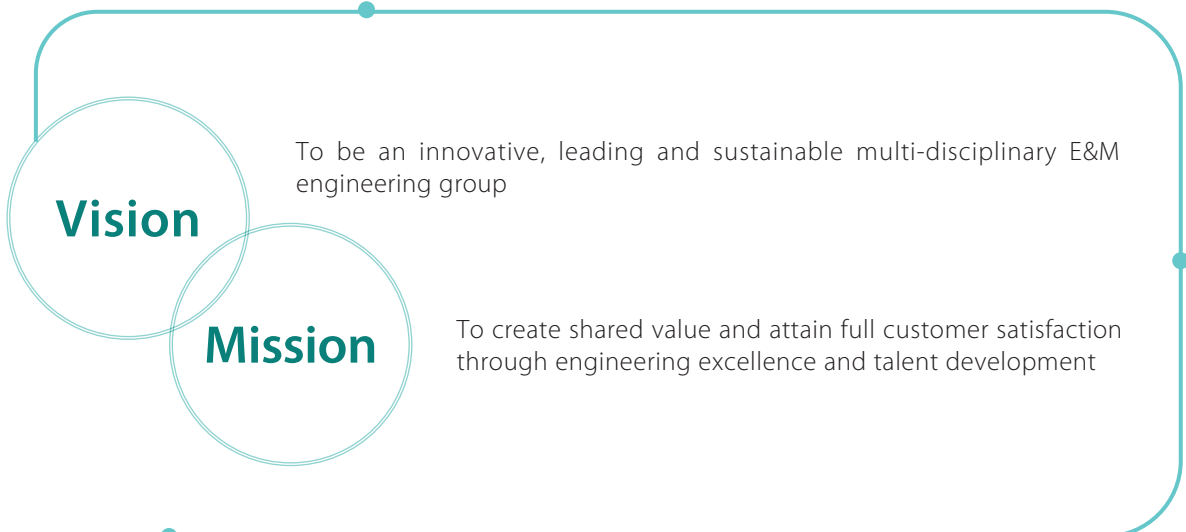 Vision
To be an innovative, leading and sustainable multi-disciplinary E&M
engineering group
Mission
To create shared value and attain full customer satisfaction
through engineering excellence and talent development